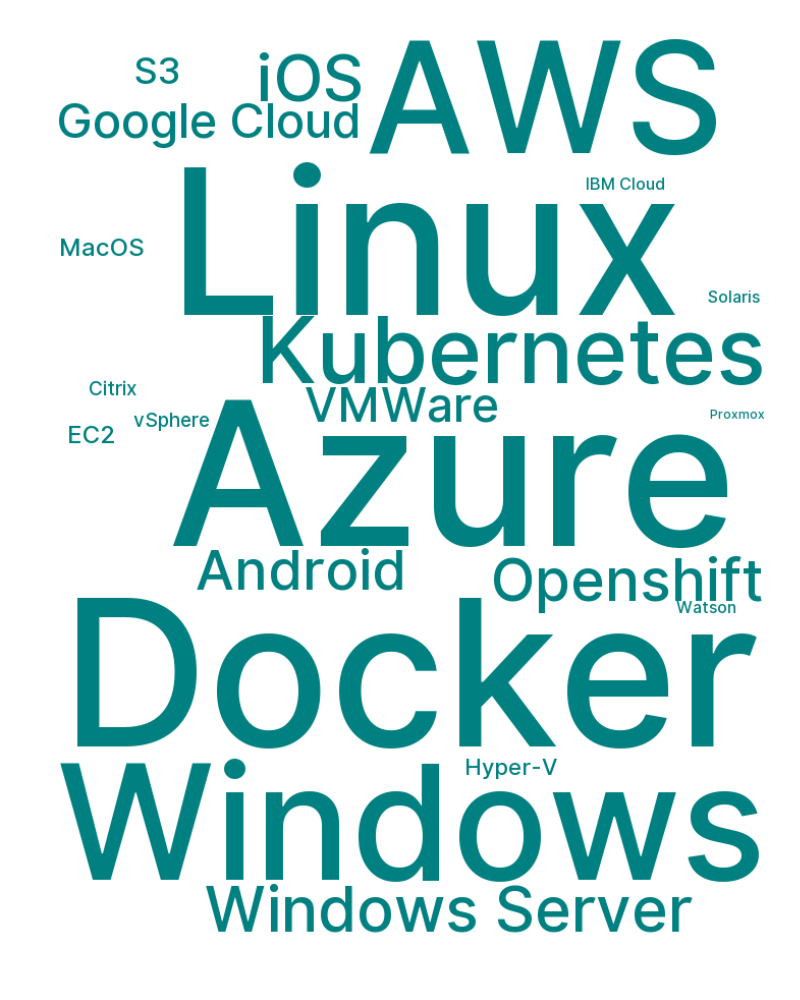 S3
iOS
AWS
Google Cloud
Linux
IBM Cloud
MacOS
Solaris
Kubernetes
Citrix
VMWare
vSphere
Proxmox
EC2
Azure
Android
Openshift
Watson
Docker
Hyper-V
Windows
Windows Server